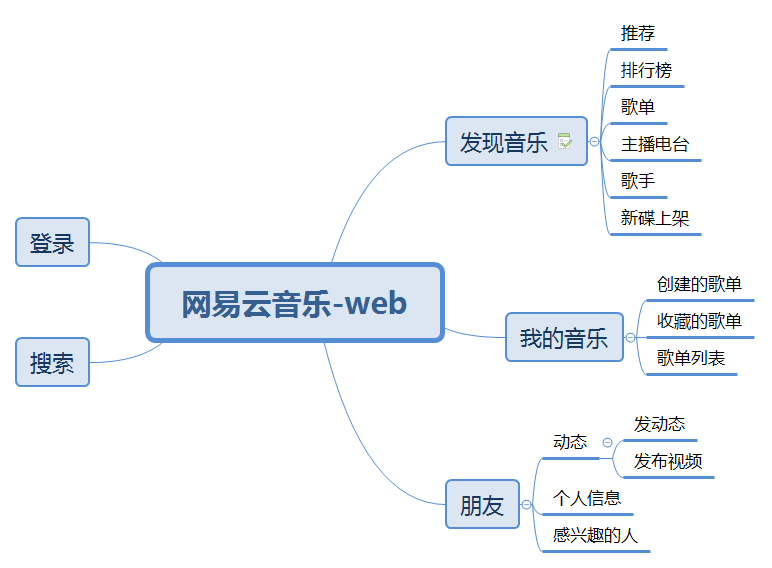 网易云音乐-web
发现音乐
推荐
排行榜
歌单
主播电台
歌手
新碟上架
我的音乐
创建的歌单
收藏的歌单
歌单列表
朋友
动态
发动态
发布视频
个人信息
感兴趣的人
登录
搜索